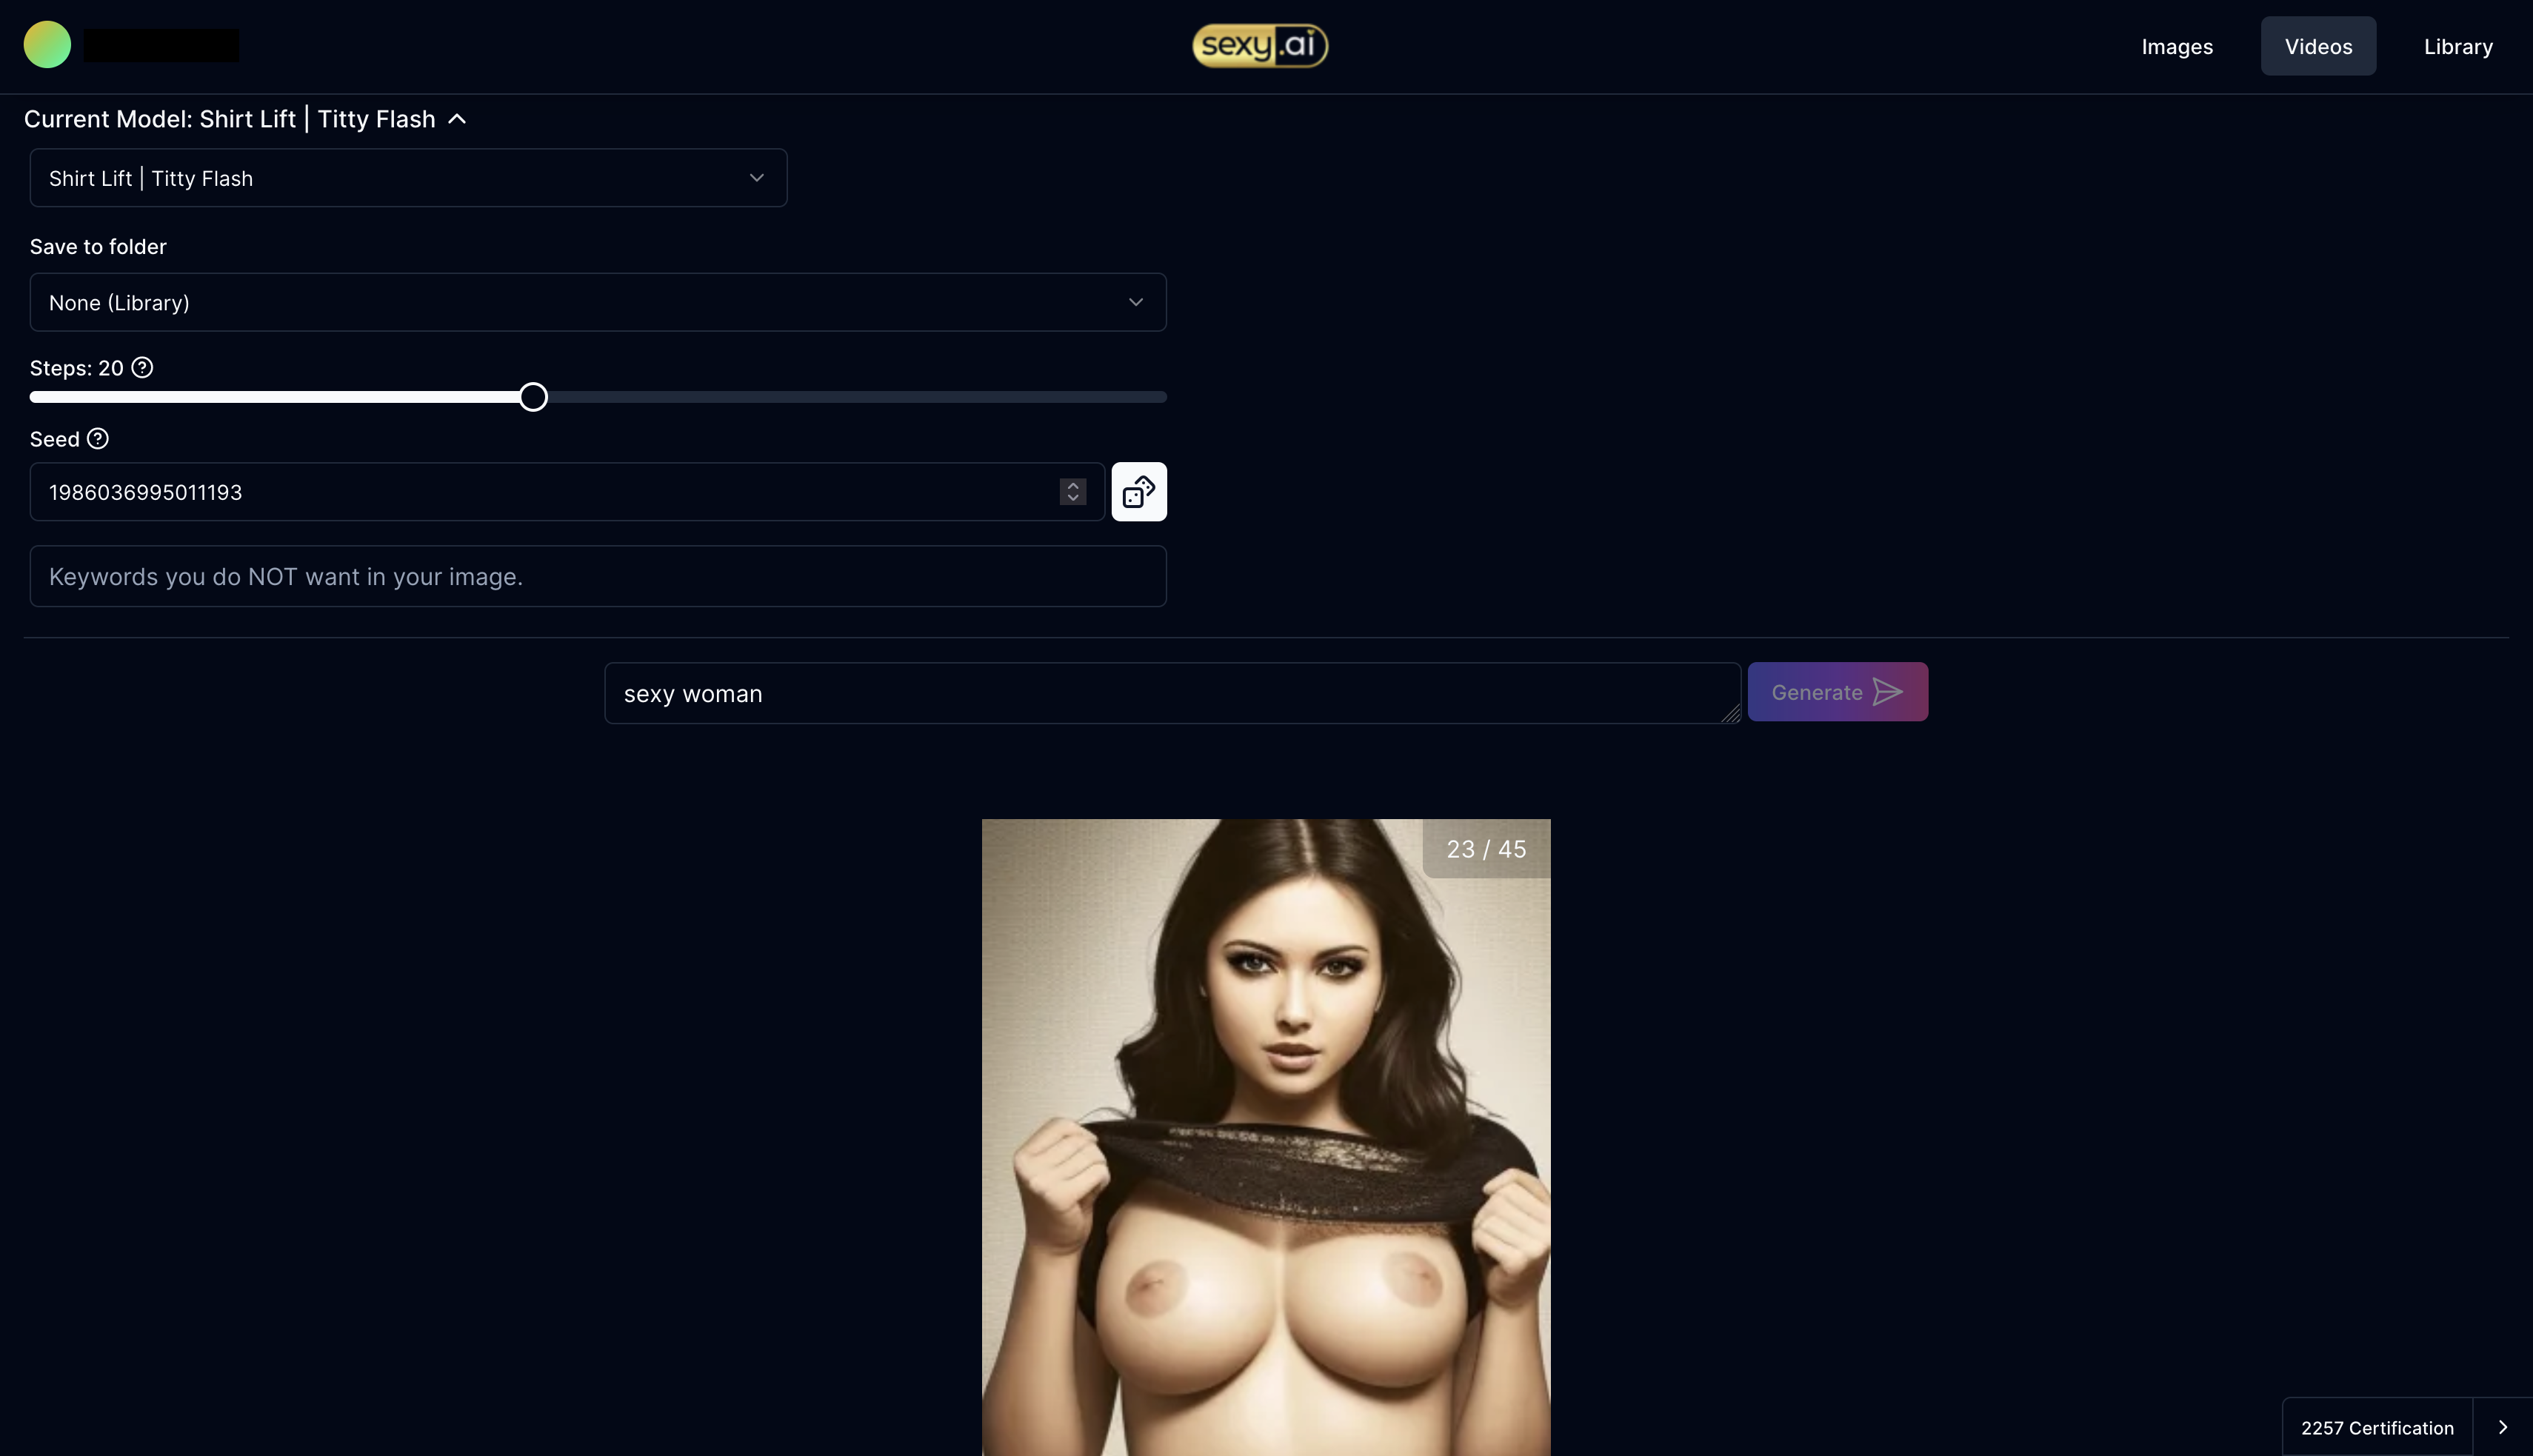 sexy.ai
Images
Videos
Library
Current Model: Shirt Lift | Titty Flash
Shirt Lift | Titty Flash
Save to folder
None (Library)
Steps: 20
Seed
1986036995011193
Keywords you do NOT want in your image.
sexy woman
Generate
23 / 45
2257 Certification